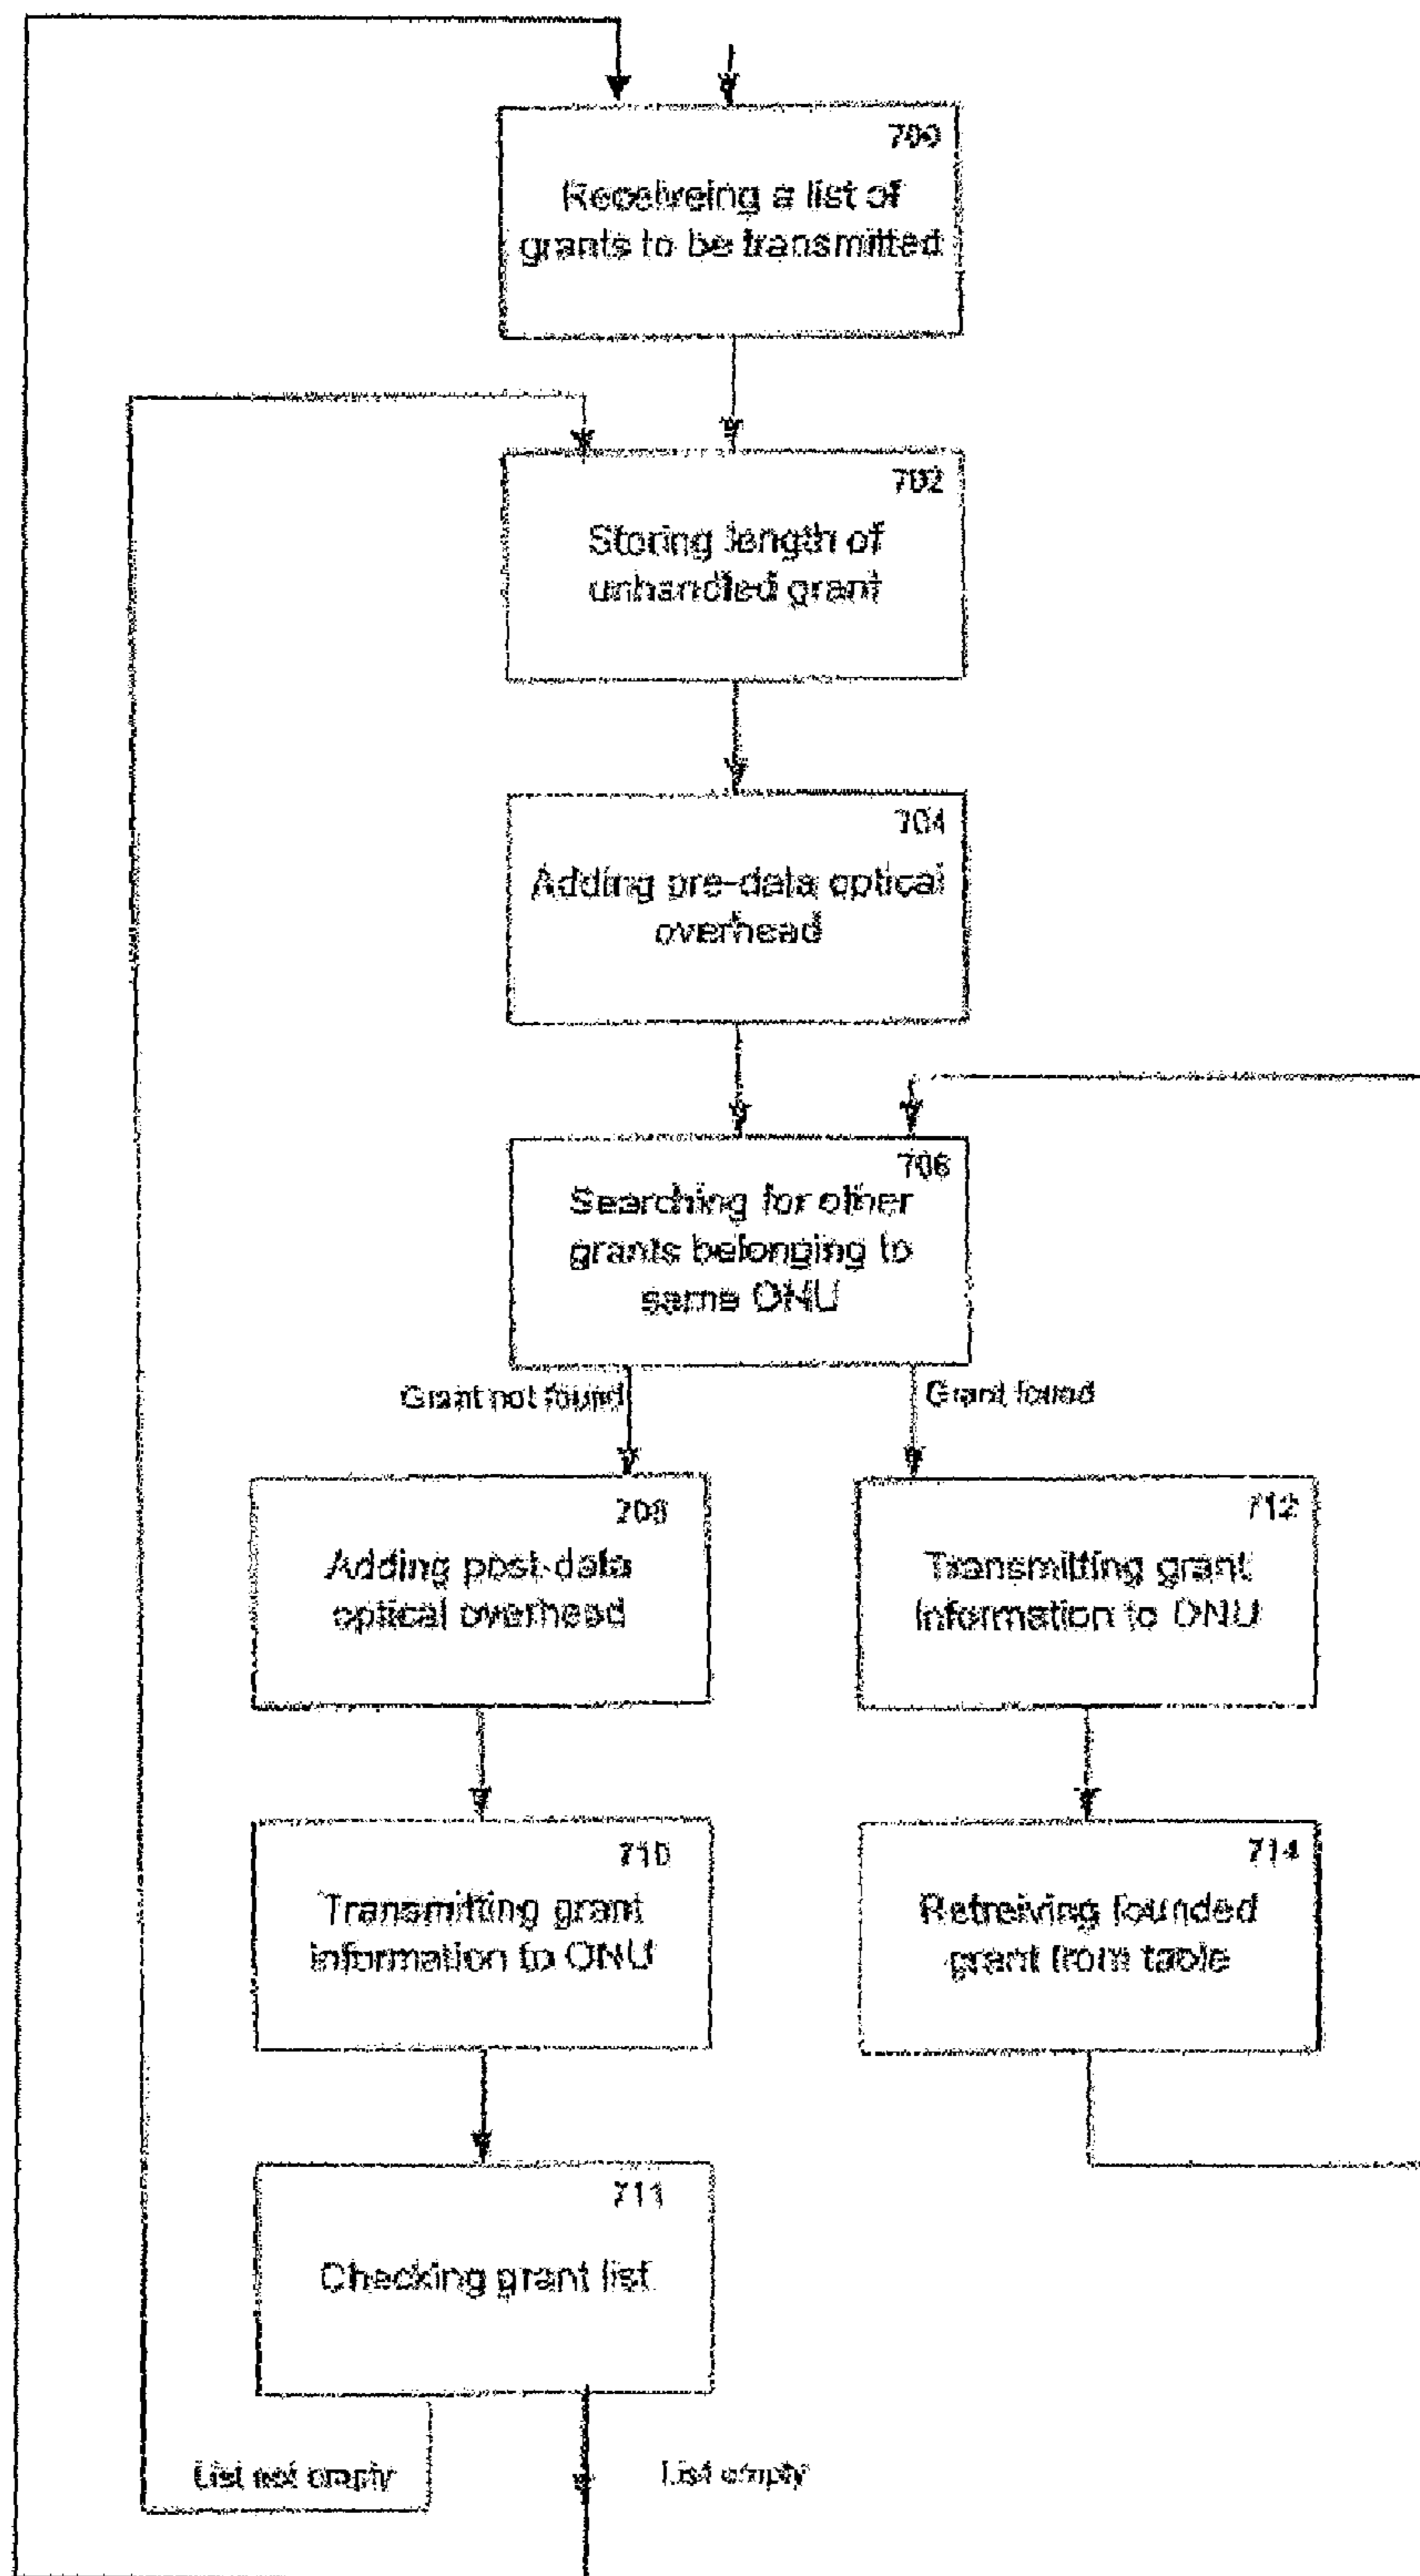 700
Receiveing a list of
grants to be transmitted
702
Storing length of
unhandled grant
704
Adding pre-data optical
overhead
706
Searching for other
grants belonging to
same ONU
Grant not found
Grant found
708
Adding post-data
optical overhead
712
Transmitting grant
information to ONU
710
Transmitting grant
information to ONU
714
Retreiving founded
grant from table
711
Checking grant list
List not empty
List empty